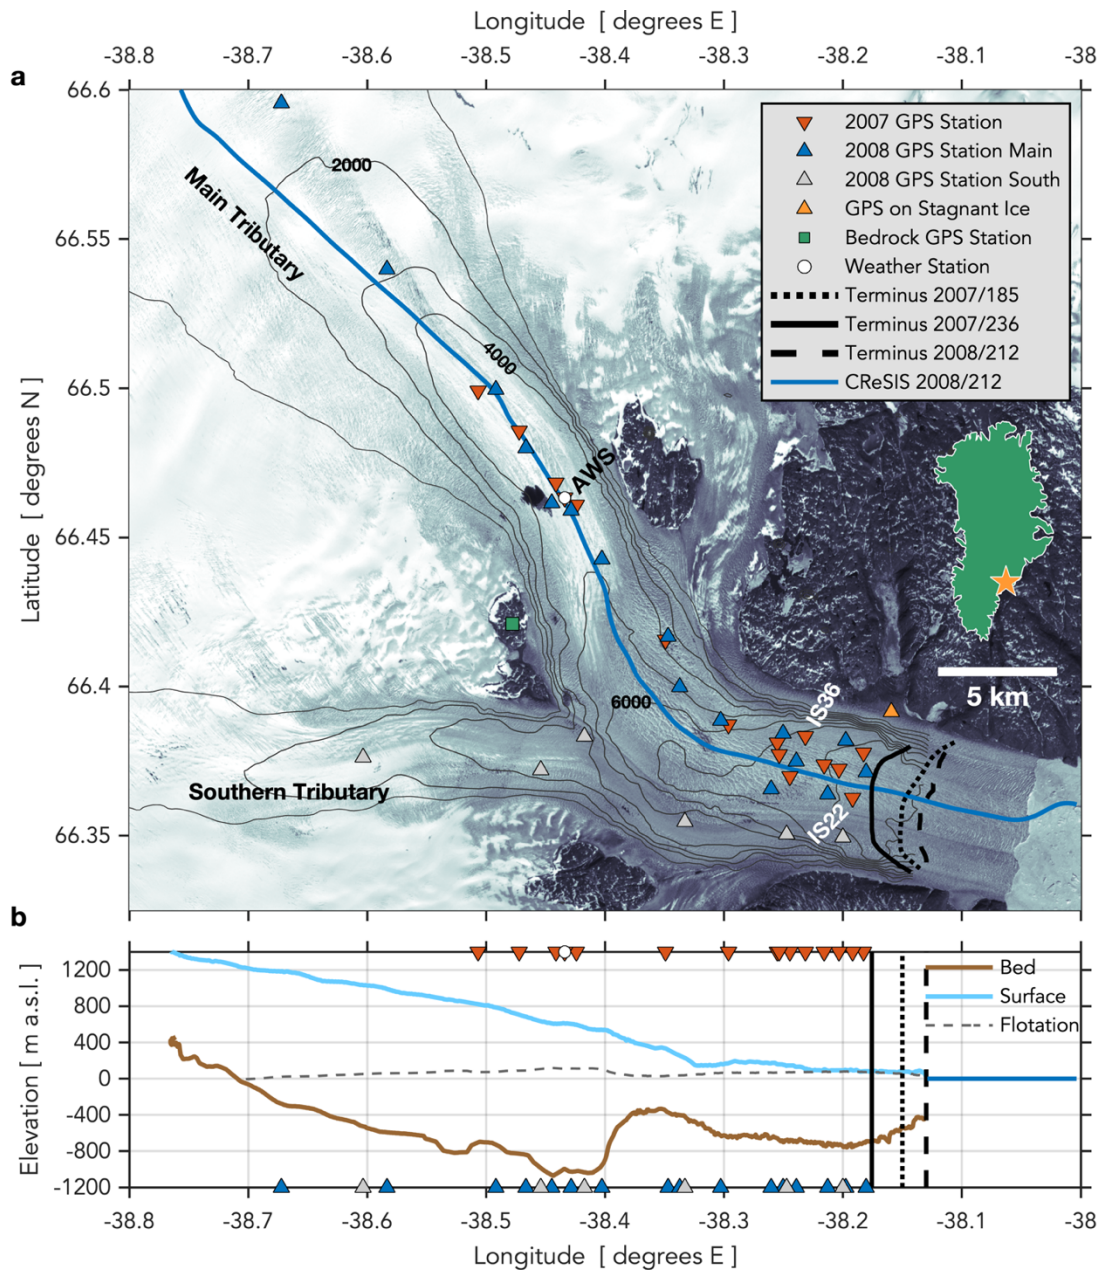 Longitude [ degrees E ]
-38.8 -38.7 -38.6 -38.5 -38.4 -38.3 -38.2 -38.1 -38
a
66.6
66.55
66.5
66.45
66.4
66.35
Latitude [ degrees N ]
2007 GPS Station
2008 GPS Station Main
2008 GPS Station South
GPS on Stagnant Ice
Bedrock GPS Station
Weather Station
Terminus 2007/185
Terminus 2007/236
Terminus 2008/212
CReSIS 2008/212
2000
Main Tributary
4000
AWS
6000
IS36
5 km
Southern Tributary
IS22
b
1200
800
400
0
-400
-800
-1200
Elevation [ m a.s.l. ]
Bed
Surface
Flotation
-38.8 -38.7 -38.6 -38.5 -38.4 -38.3 -38.2 -38.1 -38
Longitude [ degrees E ]